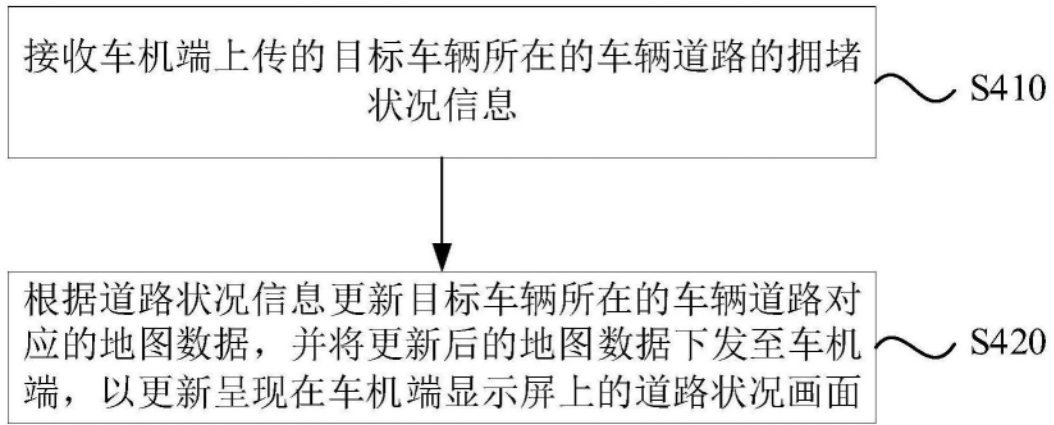 接收车机端上传的目标车辆所在的车辆道路的拥堵
状况信息
S410
根据道路状况信息更新目标车辆所在的车辆道路对
应的地图数据，并将更新后的地图数据下发至车机
端，以更新呈现在车机端显示屏上的道路状况画面
S420